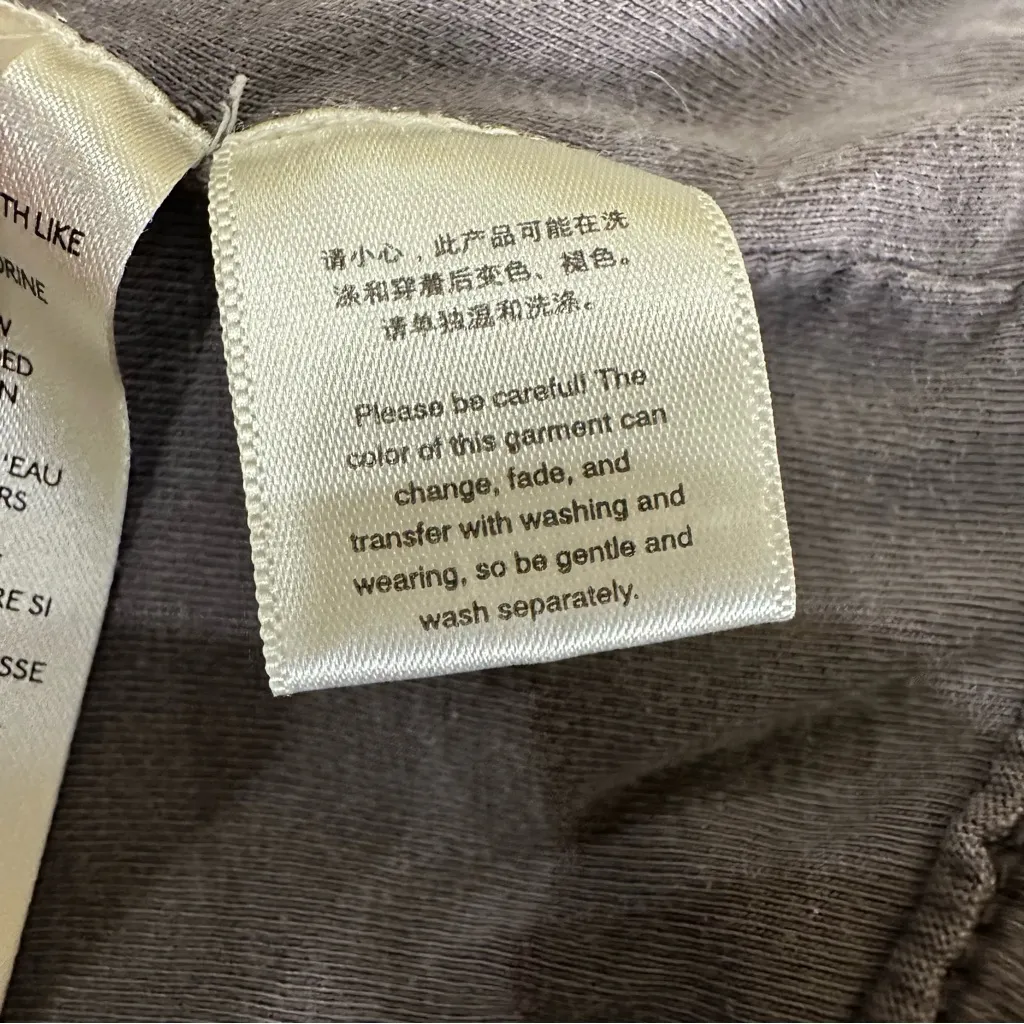 TH LIKE
ORINE
W
DED
N
'EAU
RS
RE SI
SSE
请小心，此产品可能在洗
涤和穿着后变色、褪色。
请单独温和洗涤。
Please be careful! The
color of this garment can
change, fade, and
transfer with washing and
wearing, so be gentle and
wash separately.